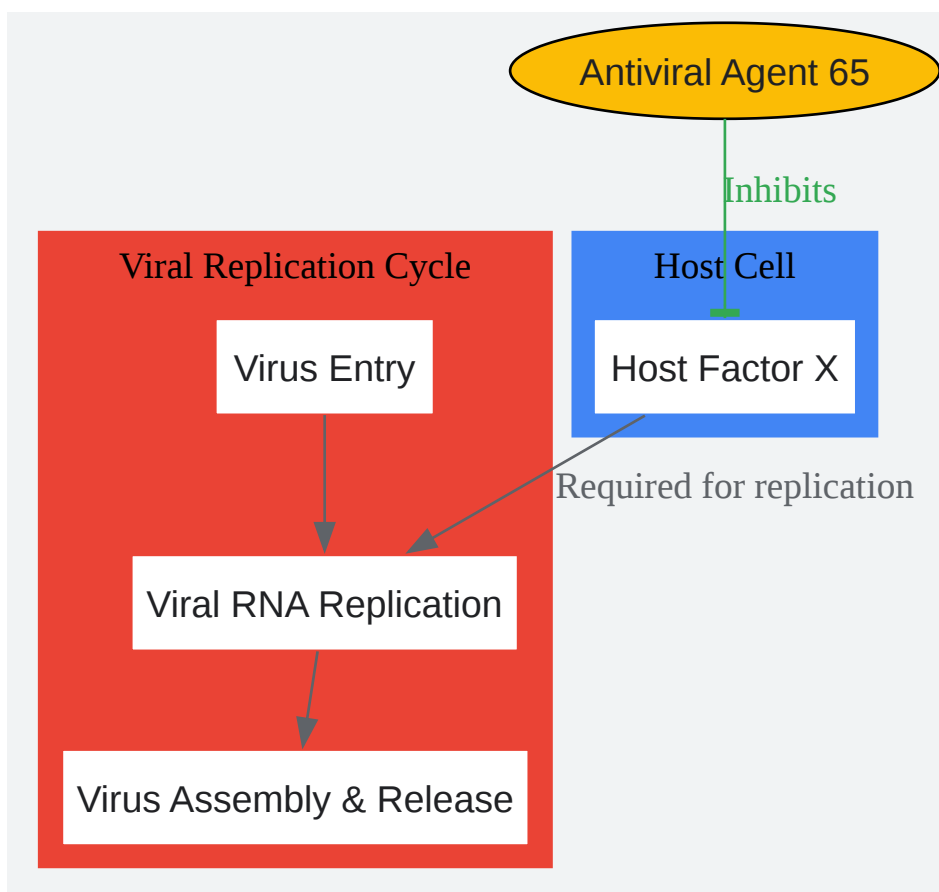 Antiviral Agent 65
Inhibits
Viral Replication Cycle
Host Cell
Virus Entry
Host Factor X
Required for replication
Viral RNA Replication
Virus Assembly & Release